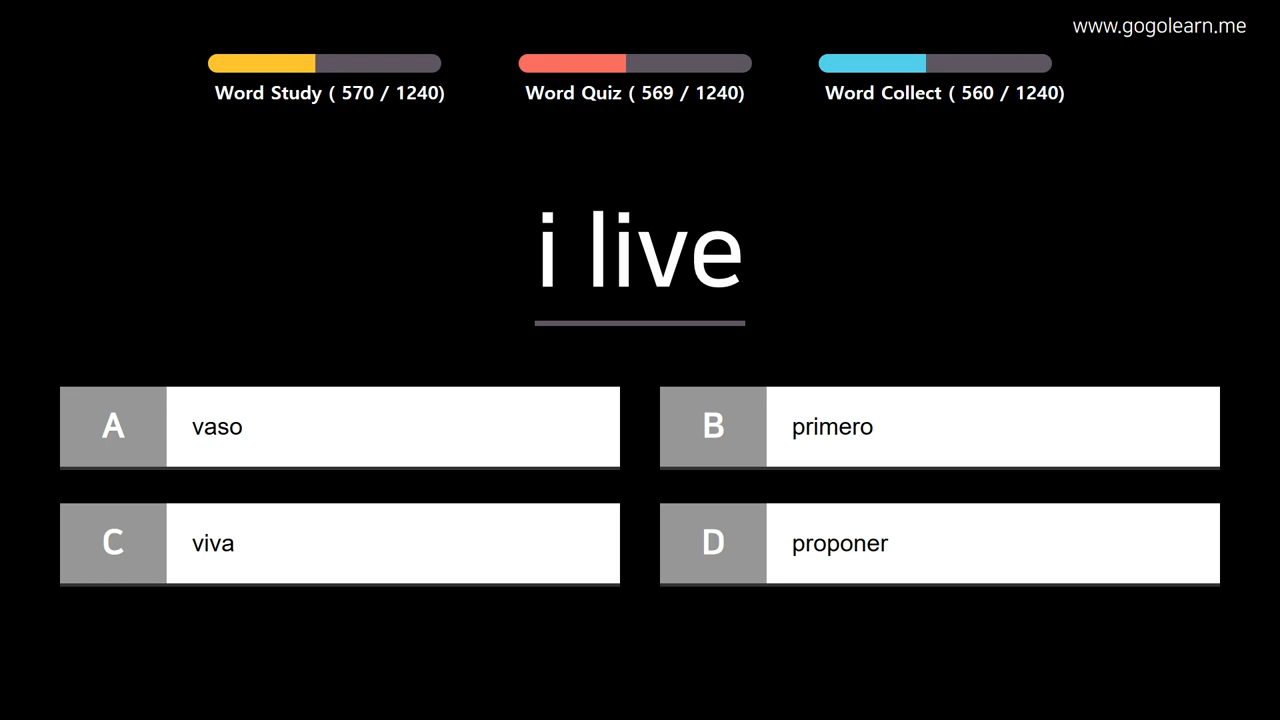 www.gogolearn.me
Word Study ( 570 / 1240)
Word Quiz ( 569 / 1240)
Word Collect ( 560 / 1240)
i live
A vaso
B primero
C viva
D proponer